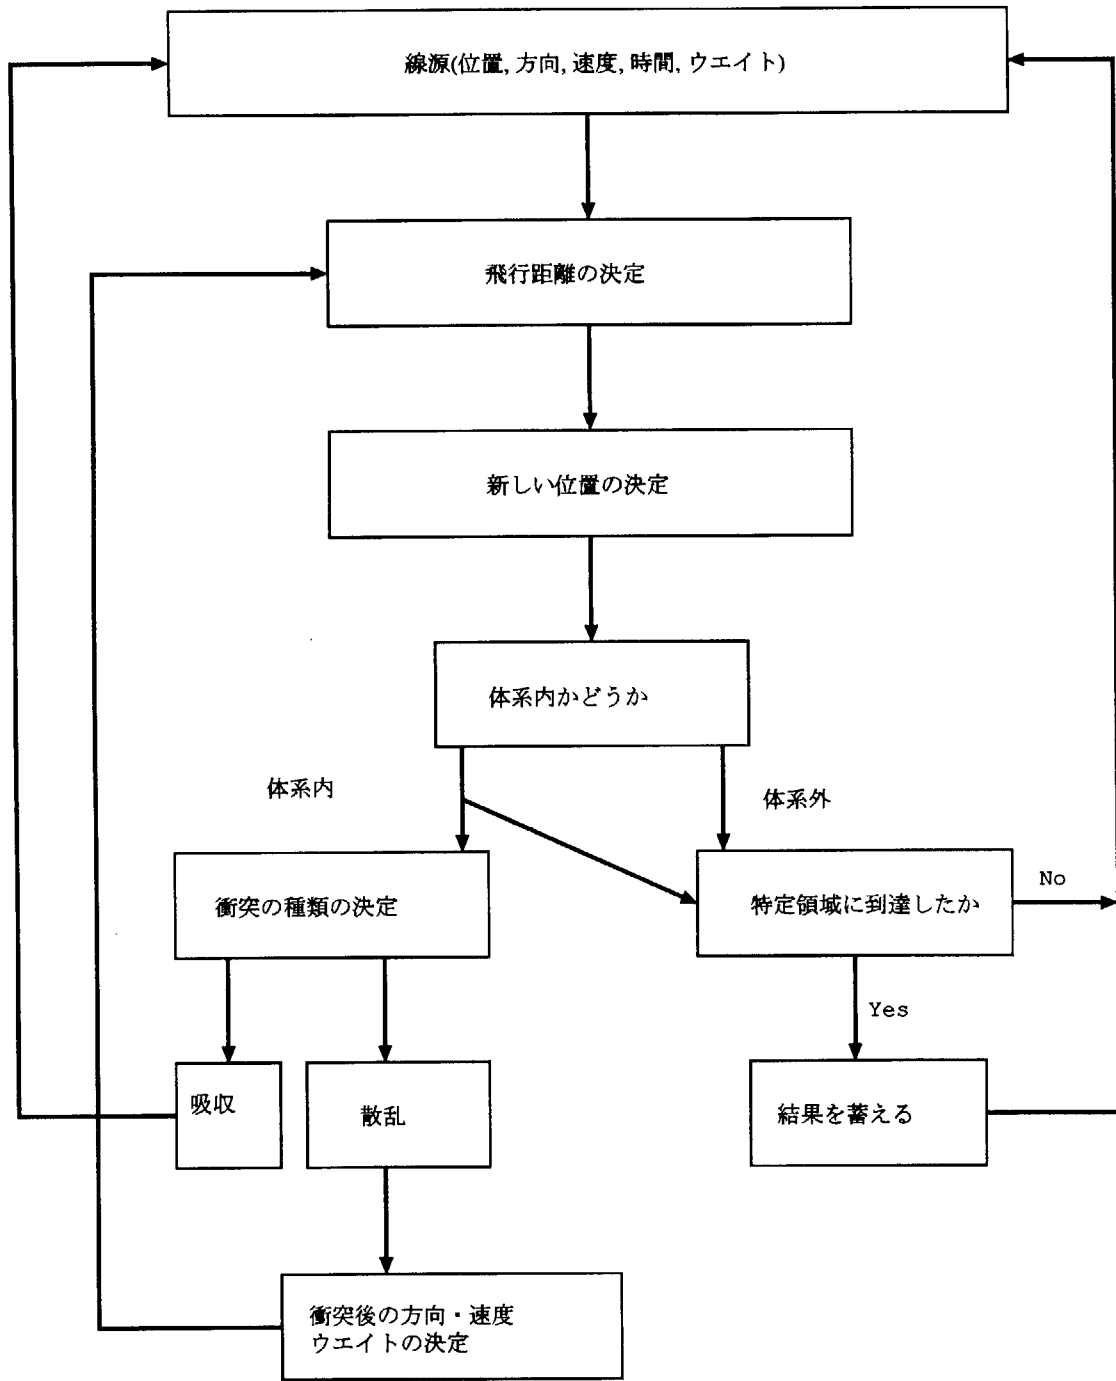 線源(位置, 方向, 速度, 時間, ウエイト)
飛行距離の決定
新しい位置の決定
体系内かどうか
体系内
体系外
衝突の種類の決定
特定領域に到達したか
No
Yes
吸収
散乱
結果を蓄える
衝突後の方向・速度
ウエイトの決定